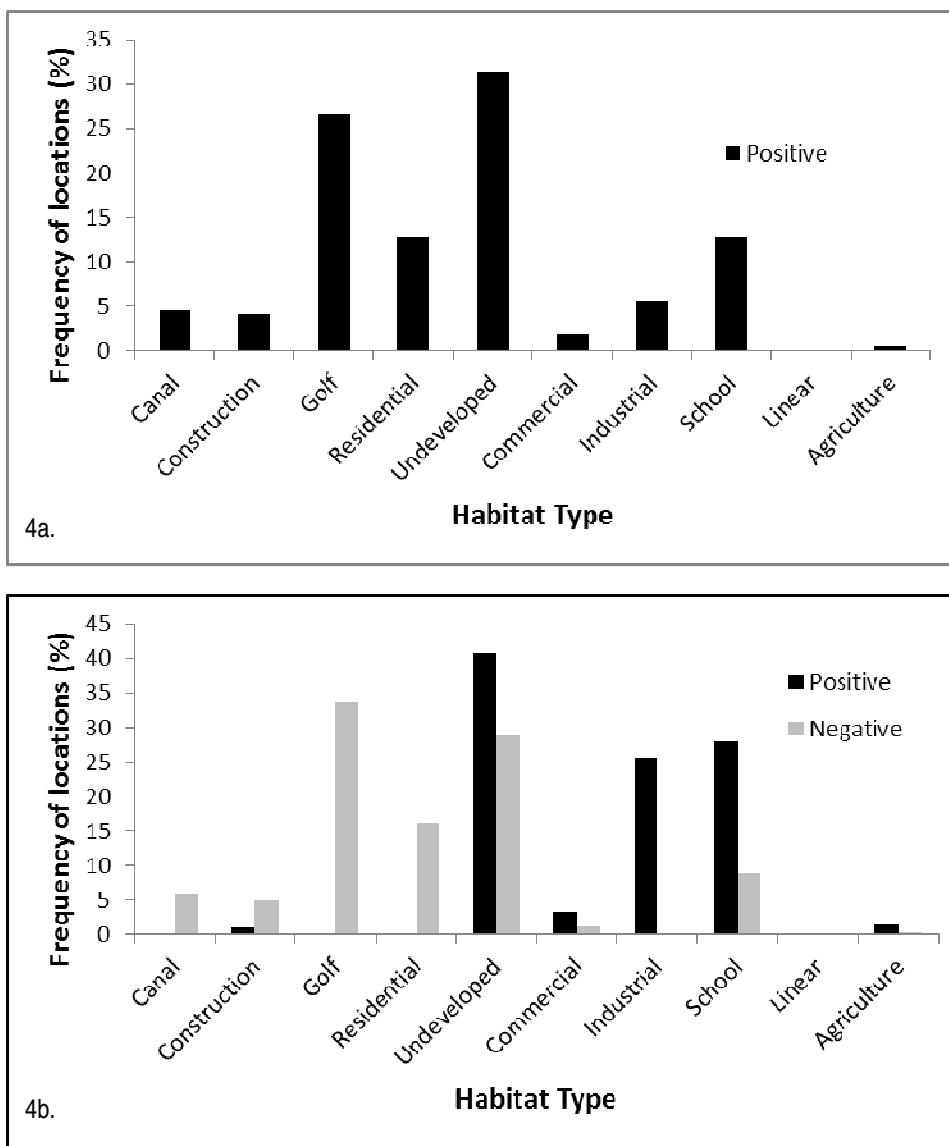 Frequency of locations (%)
35
30
25
20
15
10
5
0
Positive
Canal
Construction
Golf
Residential
Undeveloped
Commercial
Industrial
School
Linear
Agriculture
Habitat Type
4a.
Frequency of locations (%)
45
40
35
30
25
20
15
10
5
0
Positive
Negative
Canal
Construction
Golf
Residential
Undeveloped
Commercial
Industrial
School
Linear
Agriculture
Habitat Type
4b.